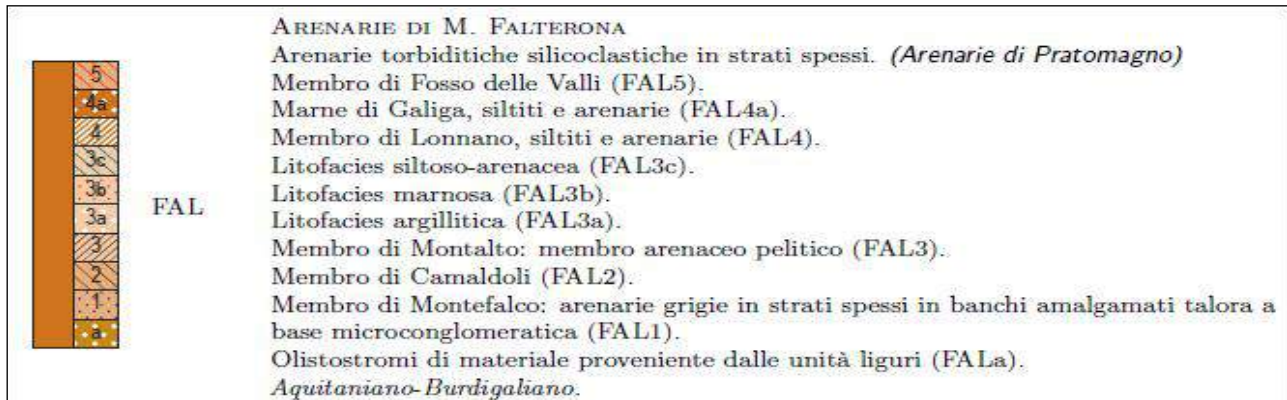 ARENARIE DI M. FALTERONA
Arenarie torbiditiche silicoclastiche in strati spessi. (Arenarie di Pratomagno)
5
Membro di Fosso delle Valli (FAL5).
4a
Marne di Galiga, siltiti e arenarie (FAL4a).
4
Membro di Lonnano, siltiti e arenarie (FAL4).
3c
Litofacies siltoso-arenacea (FAL3c).
3b
Litofacies marnosa (FAL3b).
FAL
3a
Litofacies argillitica (FAL3a).
3
Membro di Montalto: membro arenaceo pelitico (FAL3).
2
Membro di Camaldoli (FAL2).
1
Membro di Montefalco: arenarie grigie in strati spessi in banchi amalgamati talora a
base microconglomeratica (FAL1).
a
Olistostromi di materiale proveniente dalle unità liguri (FALa).
Aquitaniano-Burdigaliano.